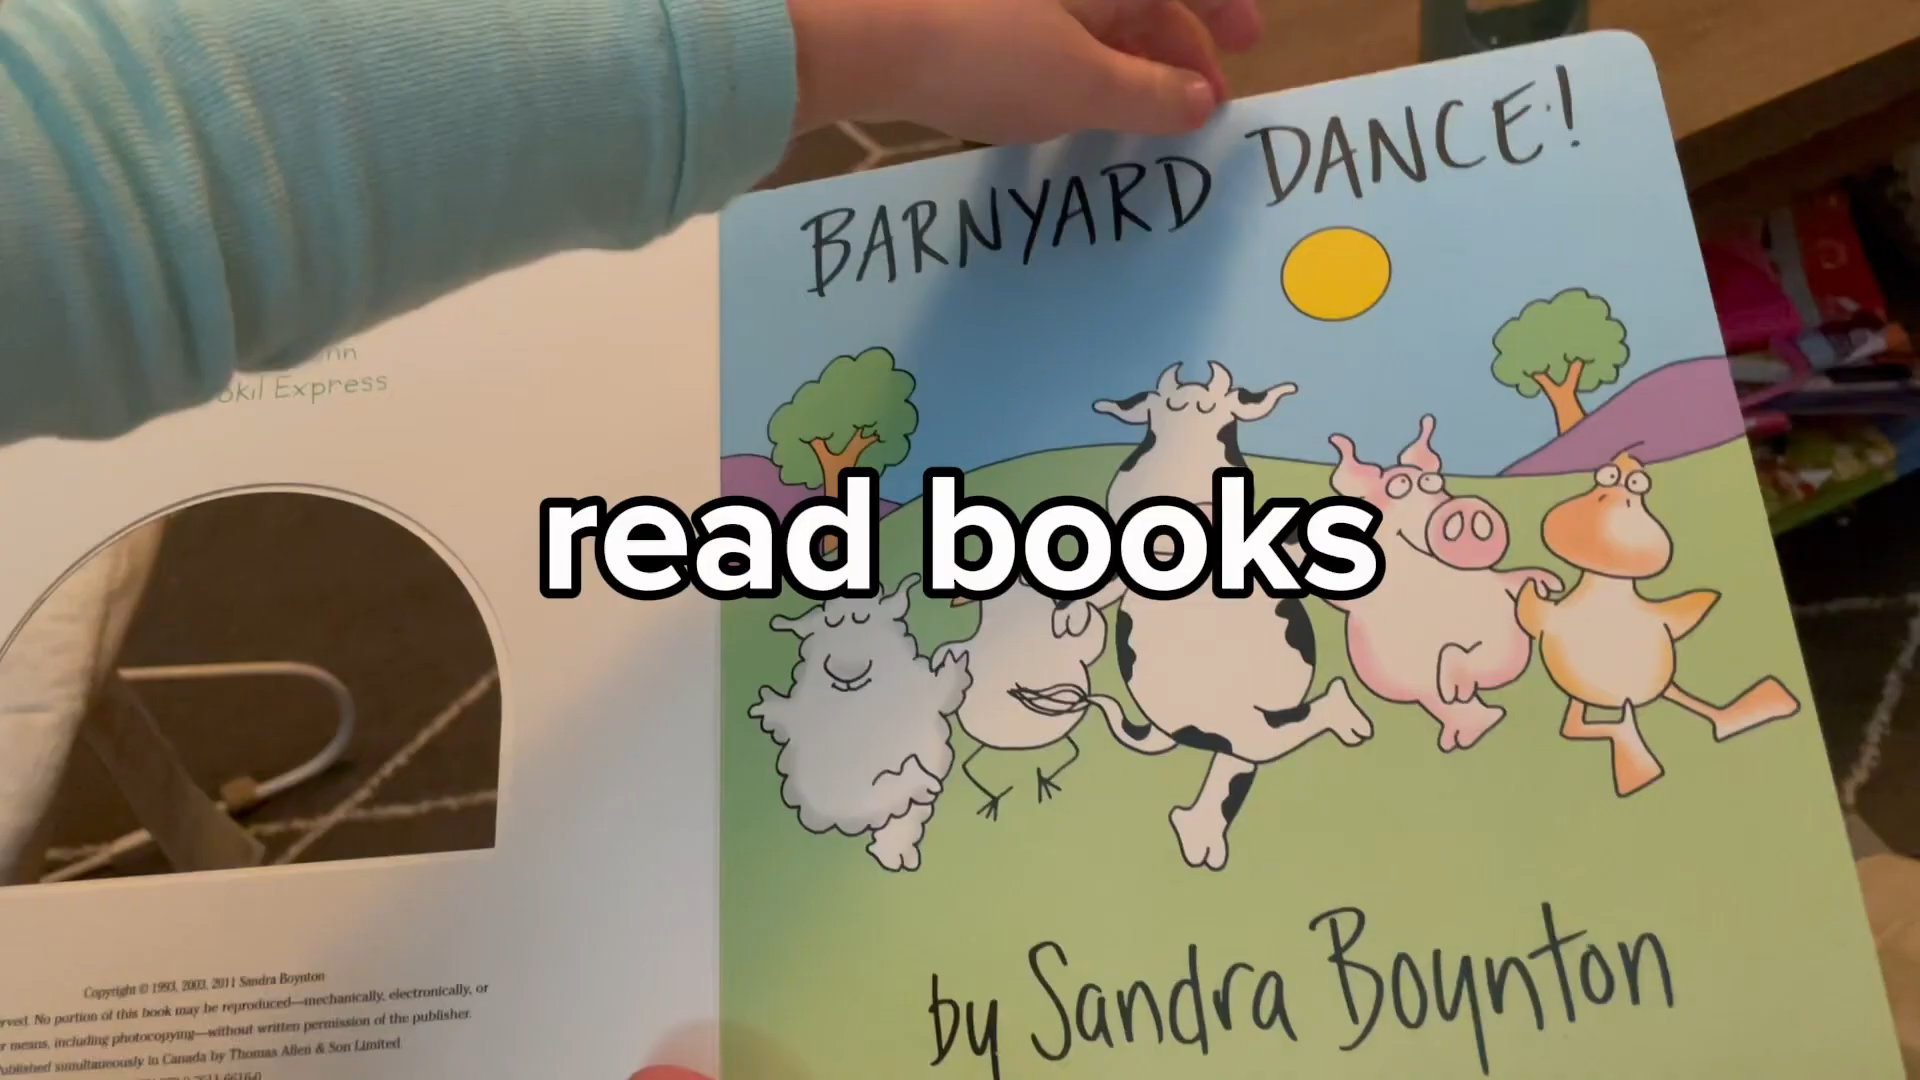 BARNYARD DANCE!
Express
read books
by Sandra Boynton
Copyright © 1993, 2003, 2011 Sandra Boynton
No portion of this book may be reproduced—mechanically, electronically, or
means, including photocopying—without written permission of the publisher.
simultaneously in Canada by Thomas Allen & Son Limited